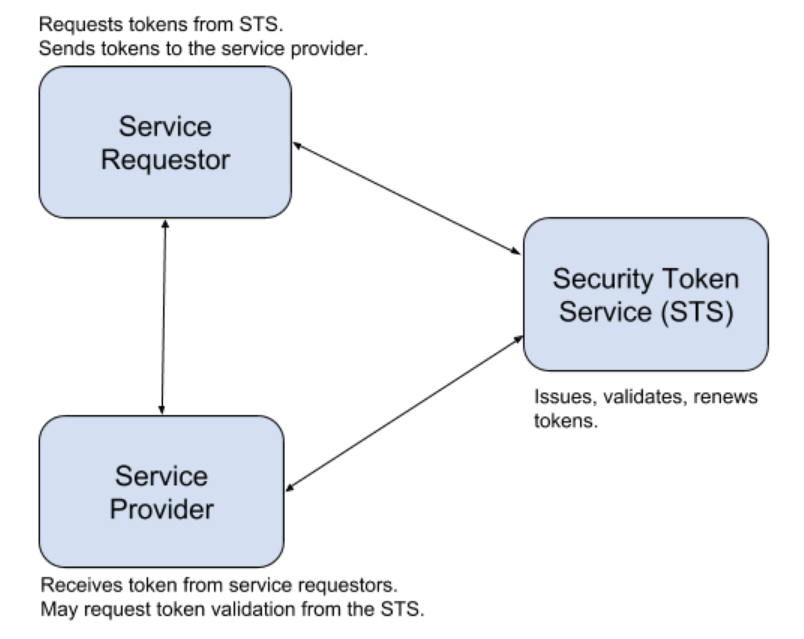 Requests tokens from STS.
Sends tokens to the service provider.
Service
Requestor
Security Token
Service (STS)
Issues, validates, renews
tokens.
Service
Provider
Receives token from service requestors.
May request token validation from the STS.